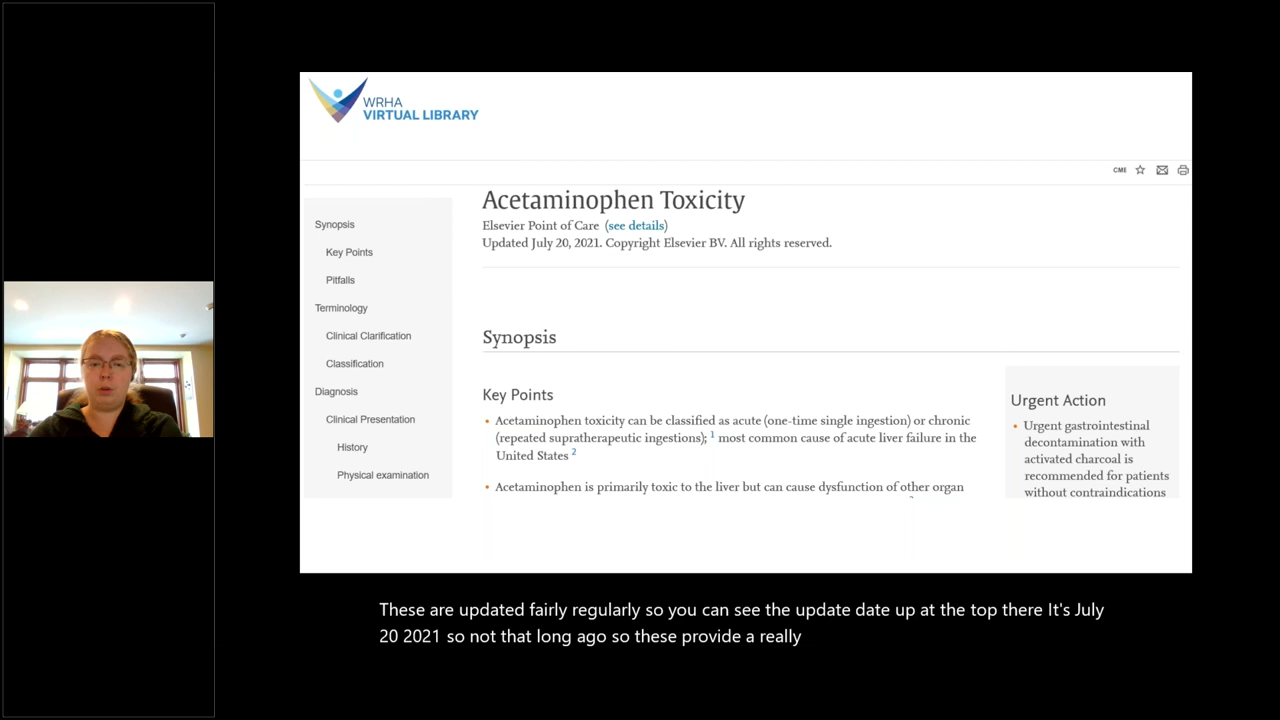 WRHA
VIRTUAL LIBRARY
CME
Acetaminophen Toxicity
Elsevier Point of Care (see details)
Updated July 20, 2021. Copyright Elsevier BV. All rights reserved.
Synopsis
Key Points
Pitfalls
Terminology
Clinical Clarification
Classification
Diagnosis
Clinical Presentation
History
Physical examination
Synopsis
Key Points
• Acetaminophen toxicity can be classified as acute (one-time single ingestion) or chronic
(repeated supratherapeutic ingestions); 1 most common cause of acute liver failure in the
United States 2
• Acetaminophen is primarily toxic to the liver but can cause dysfunction of other organ
Urgent Action
• Urgent gastrointestinal
decontamination with
activated charcoal is
recommended for patients
without contraindications
These are updated fairly regularly so you can see the update date up at the top there It's July
20 2021 so not that long ago so these provide a really